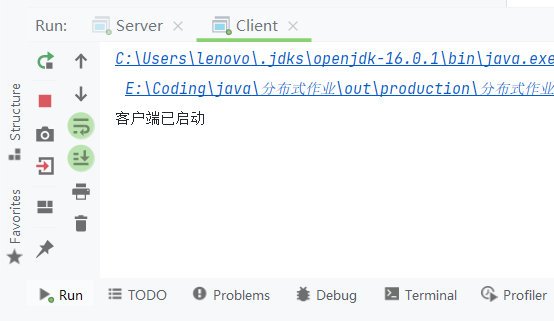 Run: Server Client
C:\Users\lenovo\.jdks\openjdk-16.0.1\bin\java.exe
E:\Coding\java\分布式作业\out\production\分布式作业
客户端已启动
Structure
Favorites
Run TODO Problems Debug Terminal Profiler